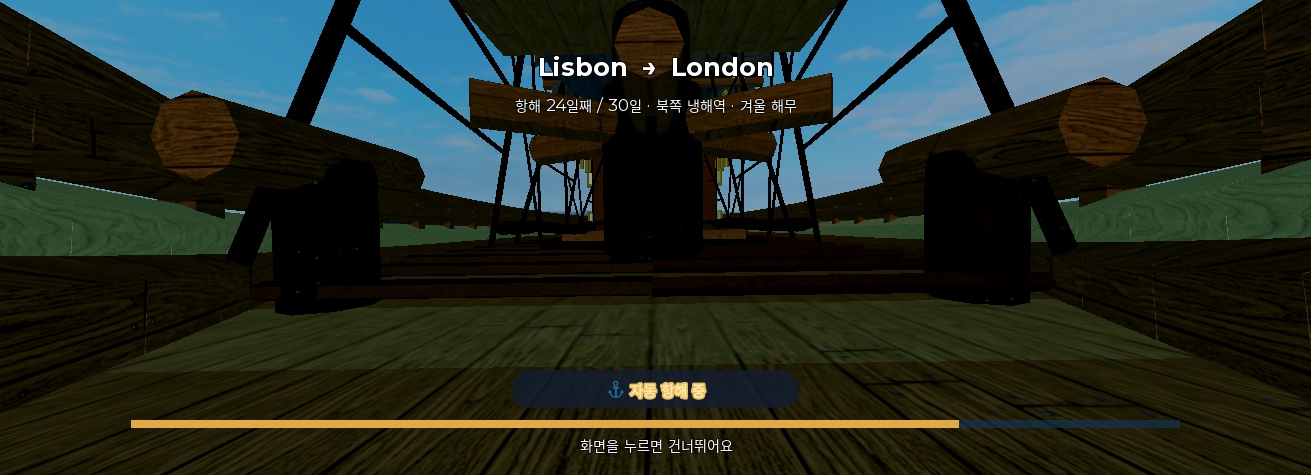 Lisbon → London
항해 24일째 / 30일 · 북쪽 냉해역 · 겨울 해무
⚓ 자동 항해 중
화면을 누르면 건너뛰어요